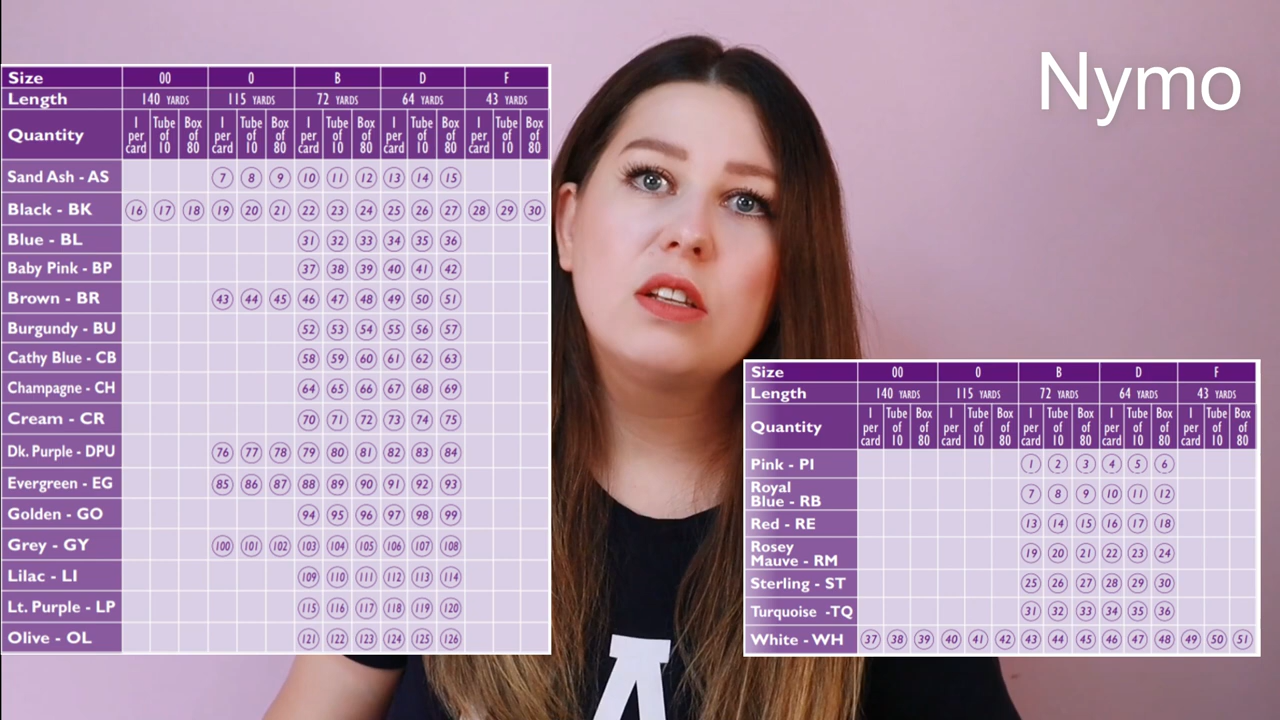 Nymo
Size 00 0 B D F
Length 140 YARDS 115 YARDS 72 YARDS 64 YARDS 43 YARDS
Quantity 1 per card Tube of 10 Box of 80 1 per card Tube of 10 Box of 80 1 per card Tube of 10 Box of 80 1 per card Tube of 10 Box of 80 1 per card Tube of 10 Box of 80
Sand Ash - AS 7 8 9 10 11 12 13 14 15
Black - BK 16 17 18 19 20 21 22 23 24 25 26 27 28 29 30
Blue - BL 31 32 33 34 35 36
Baby Pink - BP 37 38 39 40 41 42
Brown - BR 43 44 45 46 47 48 49 50 51
Burgundy - BU 52 53 54 55 56 57
Cathy Blue - CB 58 59 60 61 62 63
Champagne - CH 64 65 66 67 68 69
Cream - CR 70 71 72 73 74 75
Dk. Purple - DPU 76 77 78 79 80 81 82 83 84
Evergreen - EG 85 86 87 88 89 90 91 92 93
Golden - GO 94 95 96 97 98 99
Grey - GY 100 101 102 103 104 105 106 107 108
Lilac - LI 109 110 111 112 113 114
Lt. Purple - LP 115 116 117 118 119 120
Olive - OL 121 122 123 124 125 126
Size 00 0 B D F
Length 140 YARDS 115 YARDS 72 YARDS 64 YARDS 43 YARDS
Quantity 1 per card Tube of 10 Box of 80 1 per card Tube of 10 Box of 80 1 per card Tube of 10 Box of 80 1 per card Tube of 10 Box of 80 1 per card Tube of 10 Box of 80
Pink - PI 1 2 3 4 5 6
Royal
Blue - RB 7 8 9 10 11 12
Red - RE 13 14 15 16 17 18
Rosey
Mauve - RM 19 20 21 22 23 24
Sterling - ST 25 26 27 28 29 30
Turquoise -TQ 31 32 33 34 35 36
White - WH 37 38 39 40 41 42 43 44 45 46 47 48 49 50 51
A